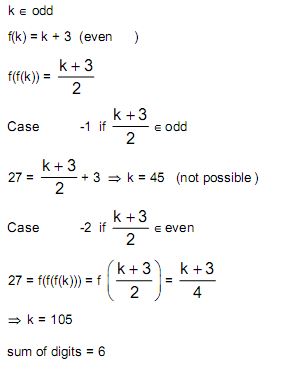 k ∈ odd
f(k) = k + 3 (even )
f(f(k)) = (k + 3)/2
Case -1 if (k + 3)/2 ∈ odd
27 = (k + 3)/2 + 3 ⇒ k = 45 (not possible)
Case -2 if (k + 3)/2 ∈ even
27 = f(f(f(k))) = f((k + 3)/2) = (k + 3)/4
⇒ k = 105
sum of digits = 6